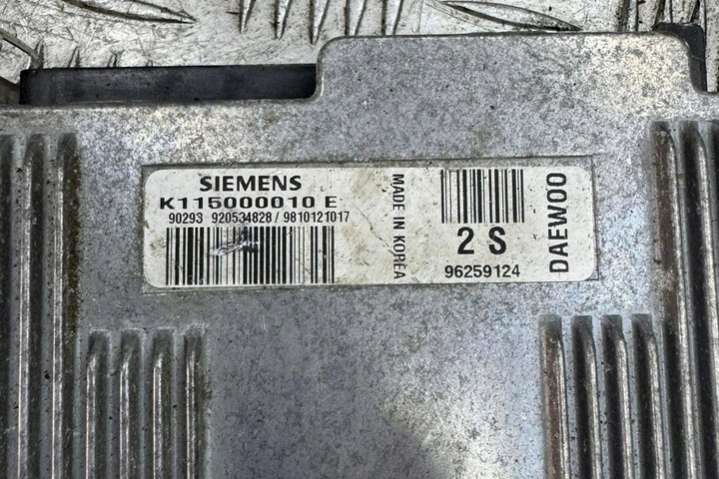 SIEMENS
K115000010 E
90293 920534828 / 9810121017
MADE IN KOREA
2 S
96259124
DAEWOO